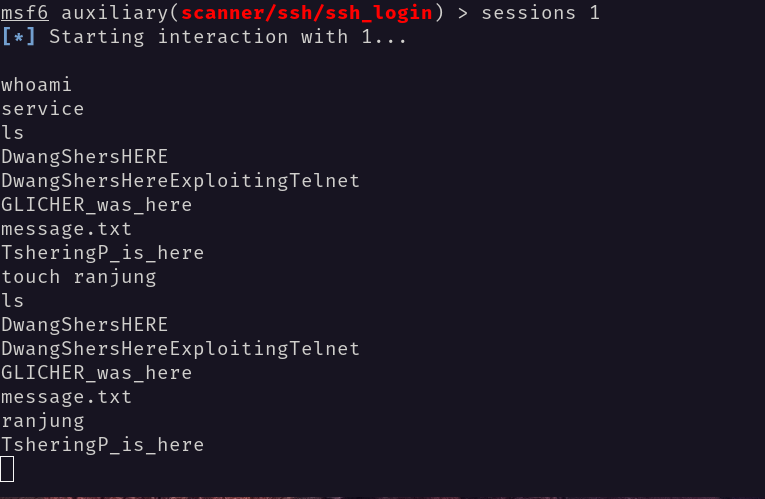 msf6 auxiliary(scanner/ssh/ssh_login) > sessions 1
[*] Starting interaction with 1...
whoami
service
ls
DwangShersHERE
DwangShersHereExploitingTelnet
GLICHER_was_here
message.txt
TsheringP_is_here
touch ranjung
ls
DwangShersHERE
DwangShersHereExploitingTelnet
GLICHER_was_here
message.txt
ranjung
TsheringP_is_here